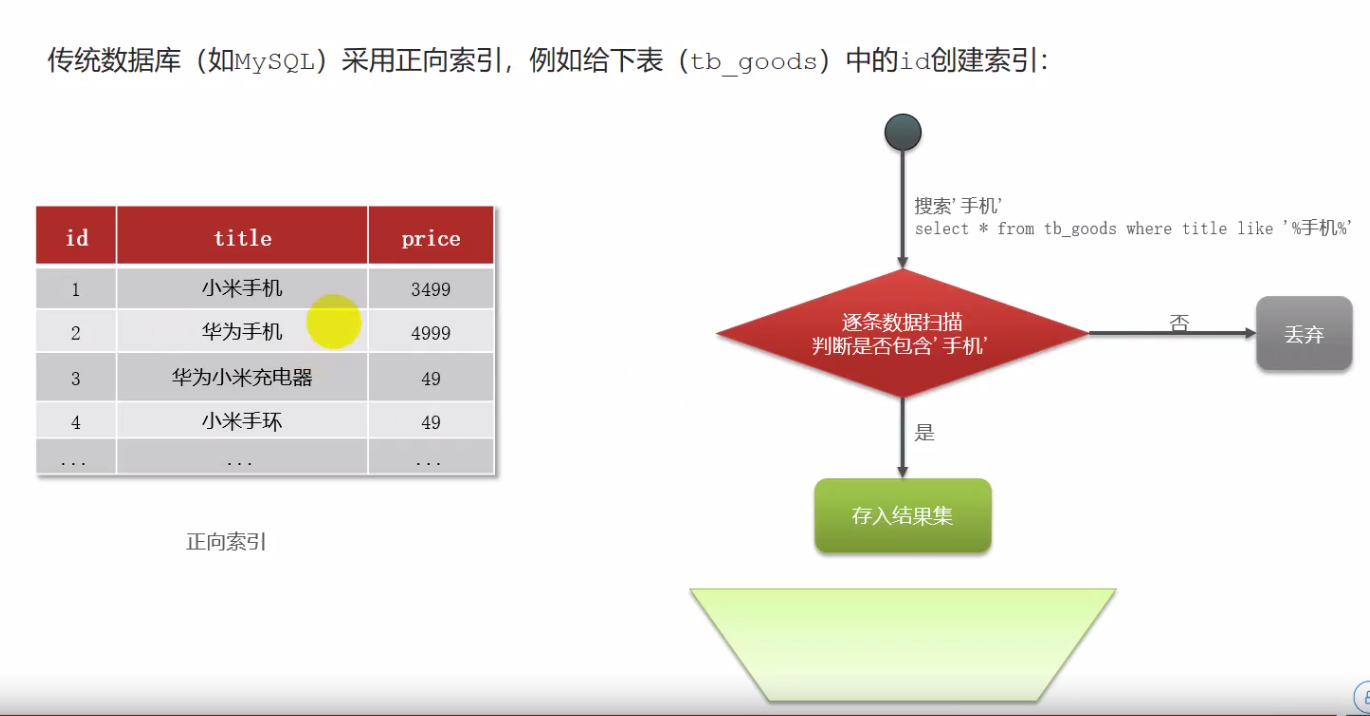 传统数据库（如MySQL）采用正向索引，例如给下表（tb_goods）中的id创建索引：
id title price
1 小米手机 3499
2 华为手机 4999
3 华为小米充电器 49
4 小米手环 49
... ... ...
正向索引
搜索'手机'
select * from tb_goods where title like '%手机%'
逐条数据扫描
判断是否包含'手机'
否
丢弃
是
存入结果集